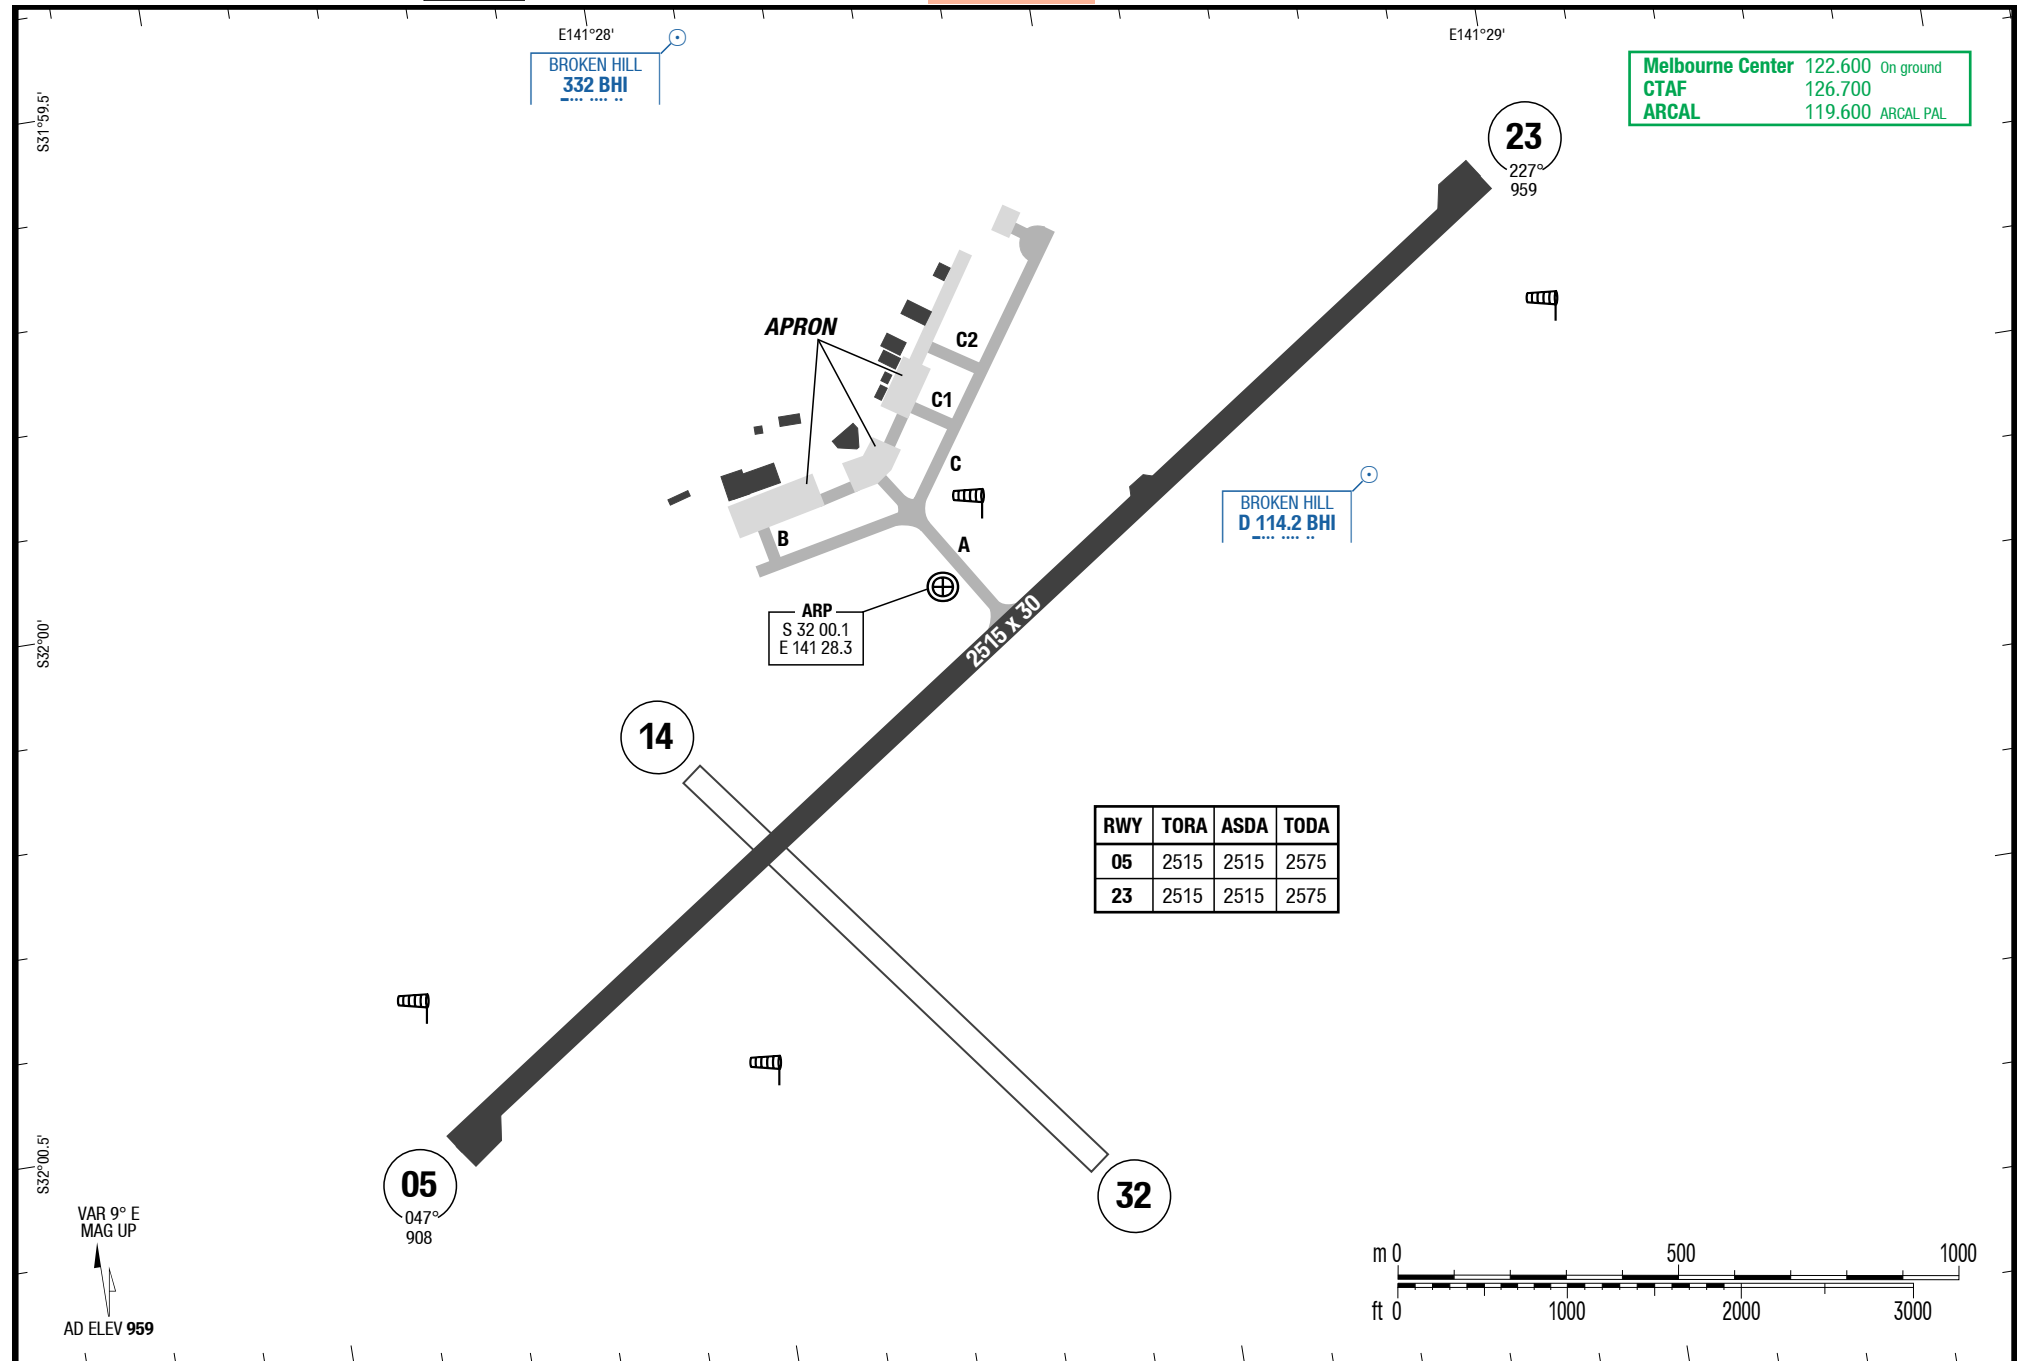 E141°28'
E141°29'
BROKEN HILL
332 BHI
Melbourne Center 122.600 On ground
CTAF 126.700
ARCAL 119.600 ARCAL PAL
S31°59.5'
23
227°
959
APRON
C2
C1
C
BROKEN HILL
D 114.2 BHI
B
A
ARP
S 32 00.1
E 141 28.3
2515 x 30
S32°00'
14
RWY TORA ASDA TODA
05 2515 2515 2575
23 2515 2515 2575
S32°00.5'
05
047°
908
32
VAR 9° E
MAG UP
AD ELEV 959
m 0 500 1000
ft 0 1000 2000 3000